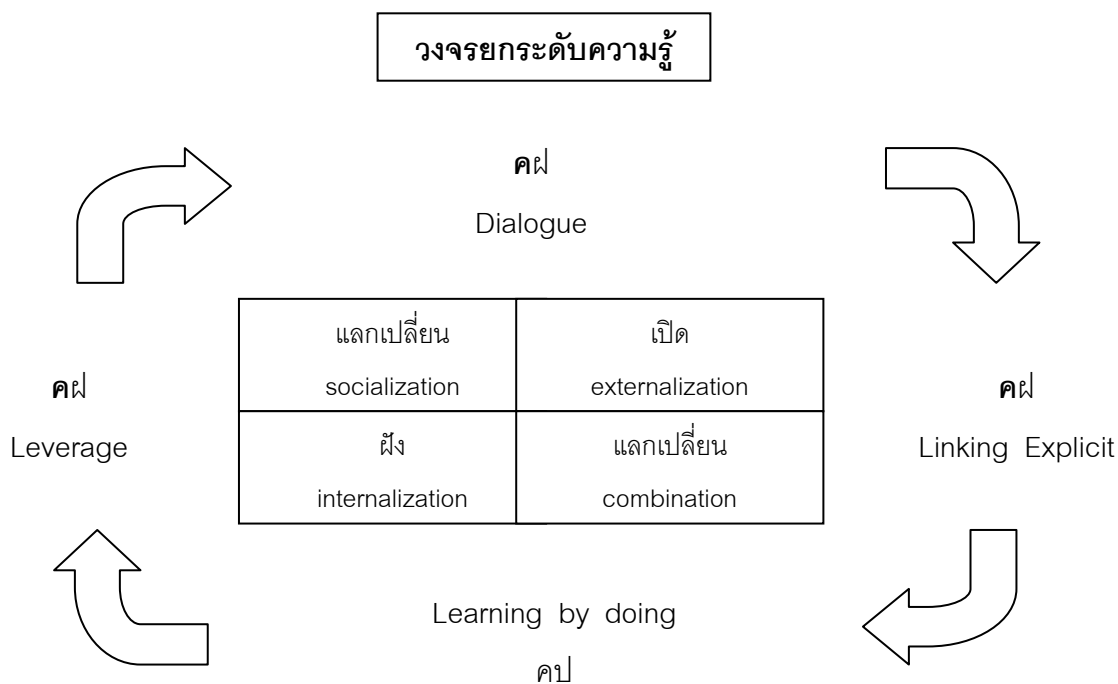 วงจรยกระดับความรู้
คฝ
Dialogue
แลกเปลี่ยน
socialization
เปิด
externalization
คฝ
Leverage
คฝ
Linking Explicit
ฝัง
internalization
แลกเปลี่ยน
combination
Learning by doing
คป